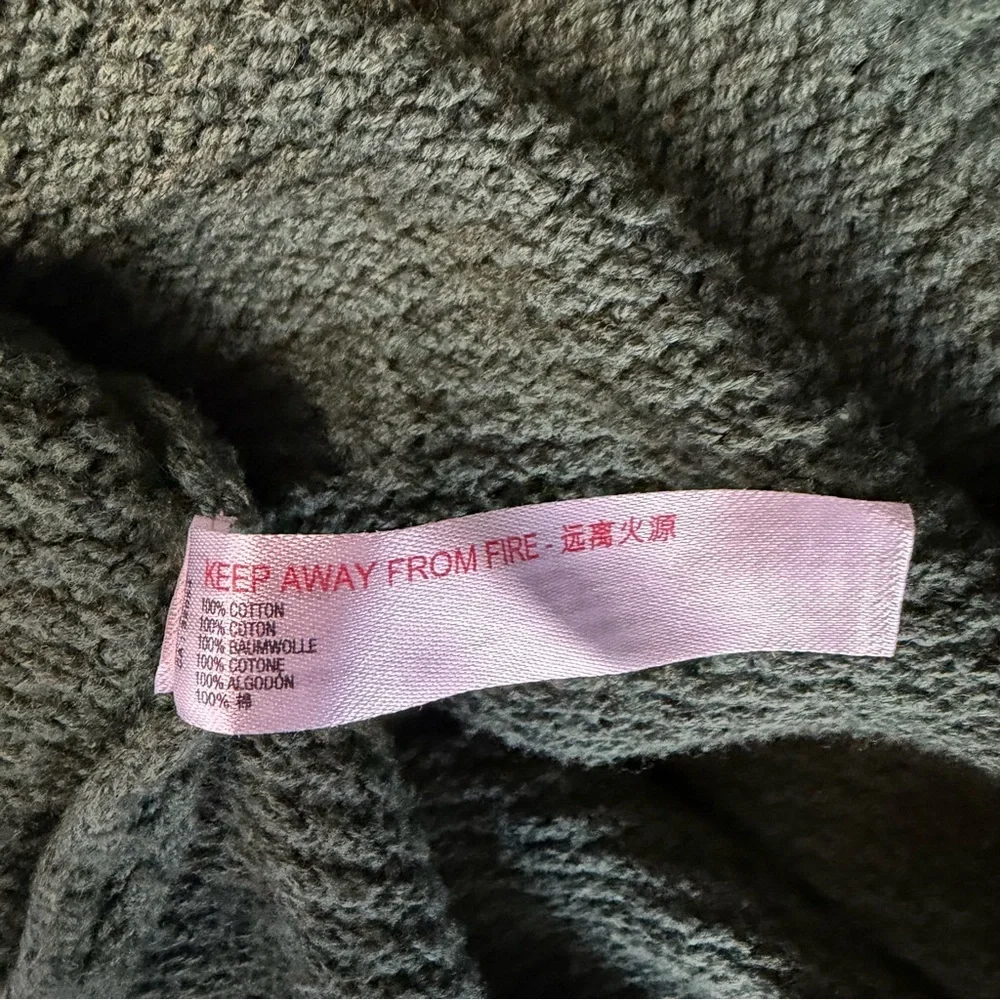 KEEP AWAY FROM FIRE - 远离火源
100% COTTON
100% COTON
100% BAUMWOLLE
100% COTONE
100% ALGODÓN
100% 棉